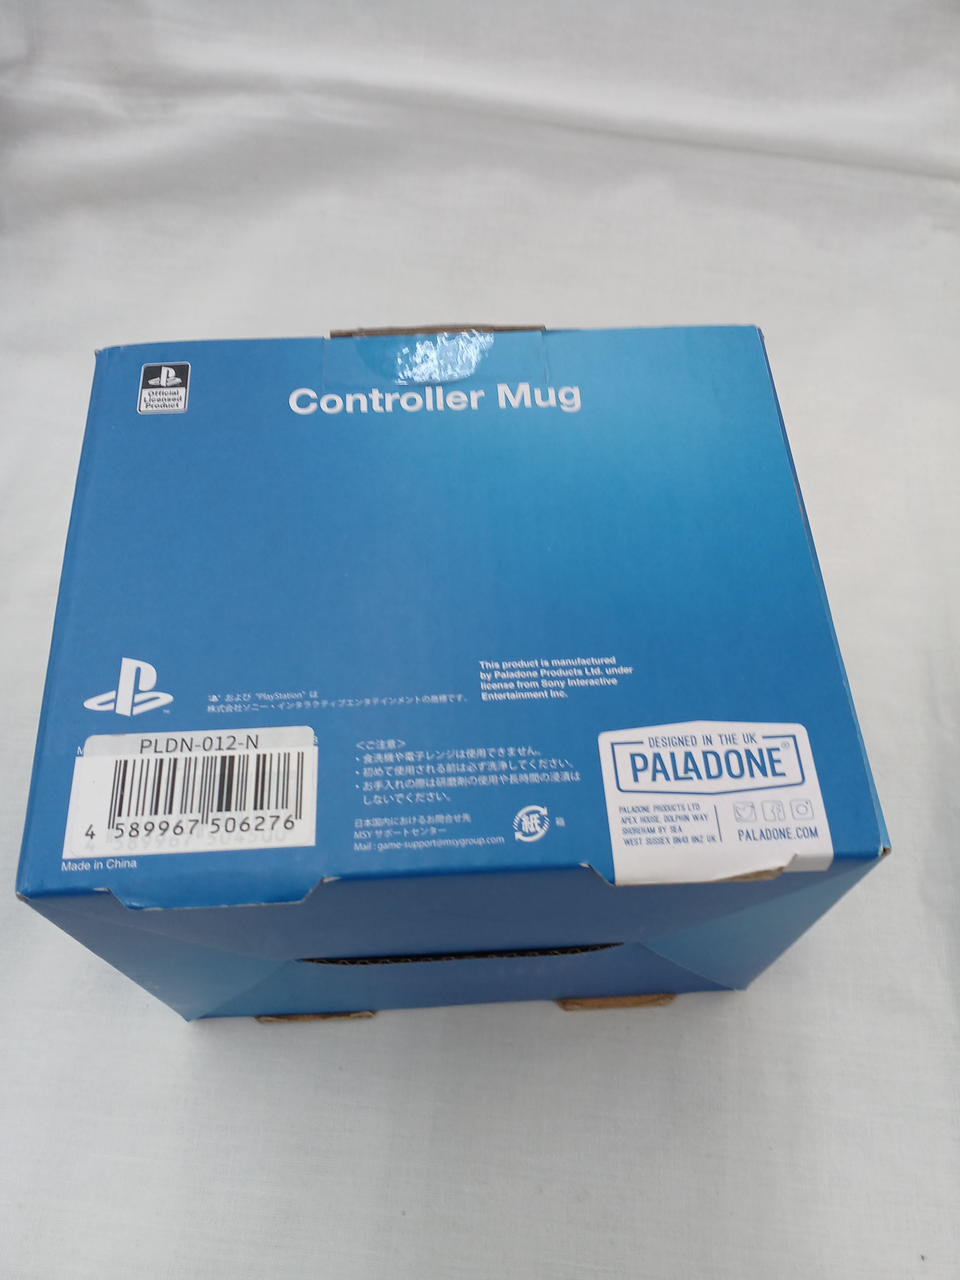 Official
Licensed
Product
Controller Mug
および "PlayStation" は
株式会社ソニー・インタラクティブエンタテインメントの商標です。
This product is manufactured
by Paladone Products Ltd. under
license from Sony Interactive
Entertainment Inc.
PLDN-012-N
4 589967 506276
Made in China
<ご注意>
・食洗機や電子レンジは使用できません。
・初めて使用される前は必ず洗浄してください。
・お手入れの際は研磨剤の使用や長時間の浸漬は
しないでください。
日本国内におけるお問合せ先
MSY サポートセンター
Mail : game-support@msygroup.com
紙
箱
DESIGNED IN THE UK
PALADONE®
PALADONE PRODUCTS LTD
APEX HOUSE, DOLPHIN WAY
SHOREHAM BY SEA
WEST SUSSEX BN43 6NZ UK
PALADONE.COM